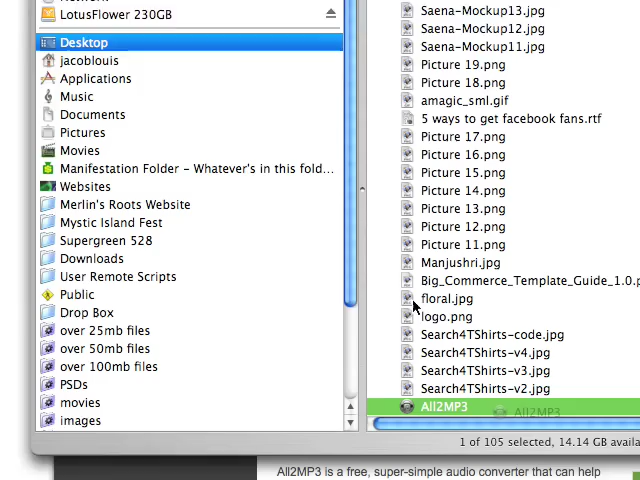 LotusFlower 230GB
Desktop
jacoblouis
Applications
Music
Documents
Pictures
Movies
Manifestation Folder - Whatever's in this fold...
Websites
Merlin's Roots Website
Mystic Island Fest
Supergreen 528
Downloads
User Remote Scripts
Public
Drop Box
over 25mb files
over 50mb files
over 100mb files
PSDs
movies
images
Saena-Mockup13.jpg
Saena-Mockup12.jpg
Saena-Mockup11.jpg
Picture 19.png
Picture 18.png
amagic_sml.gif
5 ways to get facebook fans.rtf
Picture 17.png
Picture 16.png
Picture 15.png
Picture 14.png
Picture 13.png
Picture 12.png
Picture 11.png
Manjushri.jpg
Big_Commerce_Template_Guide_1.0.p
floral.jpg
logo.png
Search4TShirts-code.jpg
Search4TShirts-v4.jpg
Search4TShirts-v3.jpg
Search4TShirts-v2.jpg
All2MP3 All2MP3
1 of 105 selected, 14.14 GB availa
All2MP3 is a free, super-simple audio converter that can help